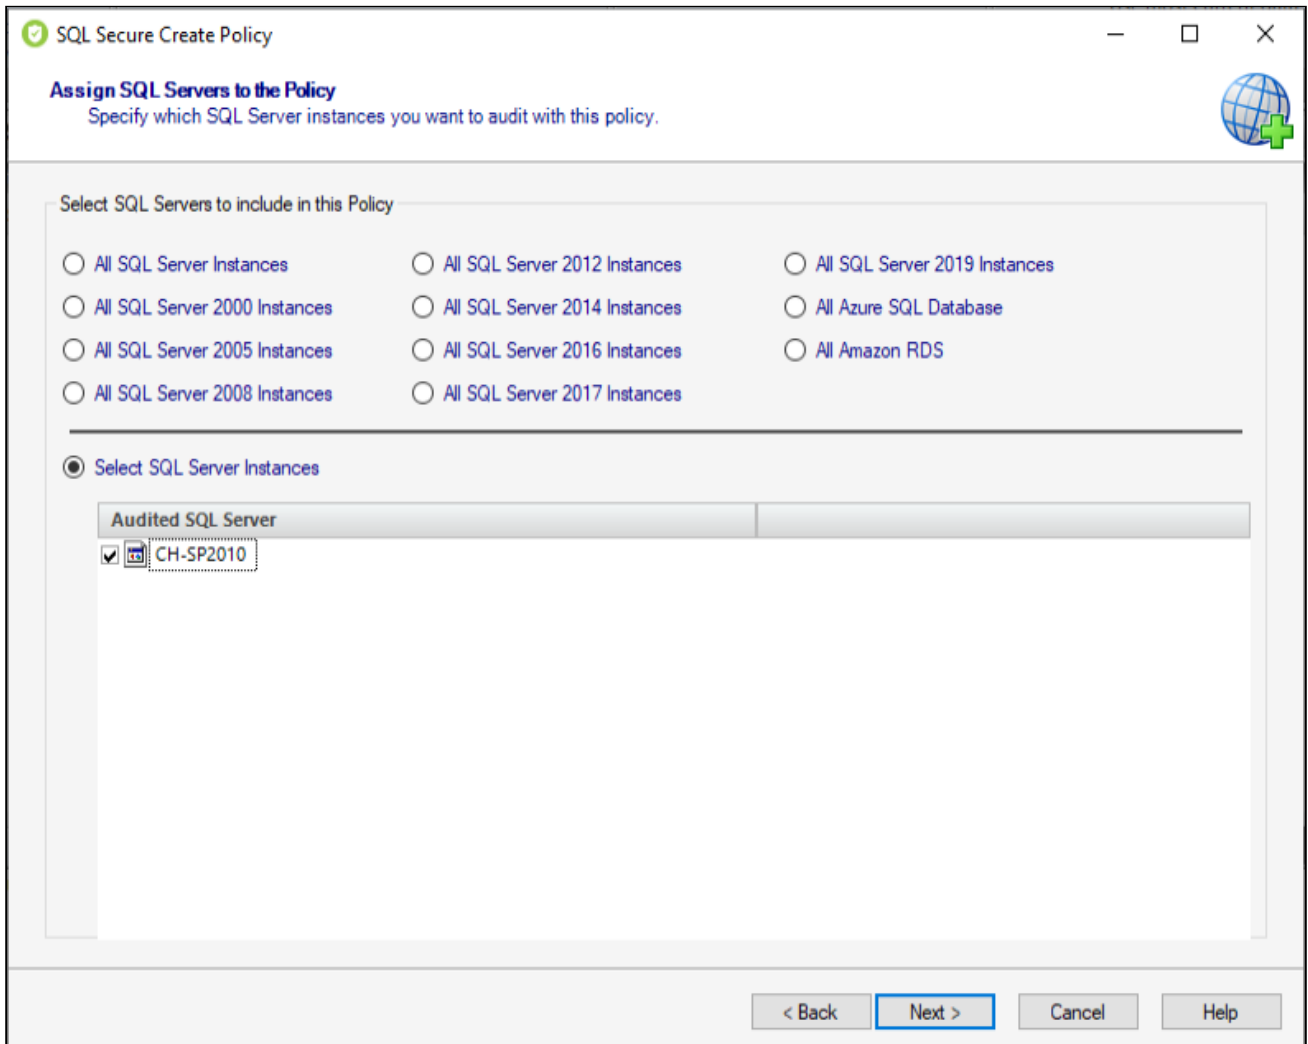 SQL Secure Create Policy
Assign SQL Servers to the Policy
Specify which SQL Server instances you want to audit with this policy.
Select SQL Servers to include in this Policy
All SQL Server Instances
All SQL Server 2012 Instances
All SQL Server 2019 Instances
All SQL Server 2000 Instances
All SQL Server 2014 Instances
All Azure SQL Database
All SQL Server 2005 Instances
All SQL Server 2016 Instances
All Amazon RDS
All SQL Server 2008 Instances
All SQL Server 2017 Instances
Select SQL Server Instances
Audited SQL Server
CH-SP2010
< Back
Next >
Cancel
Help